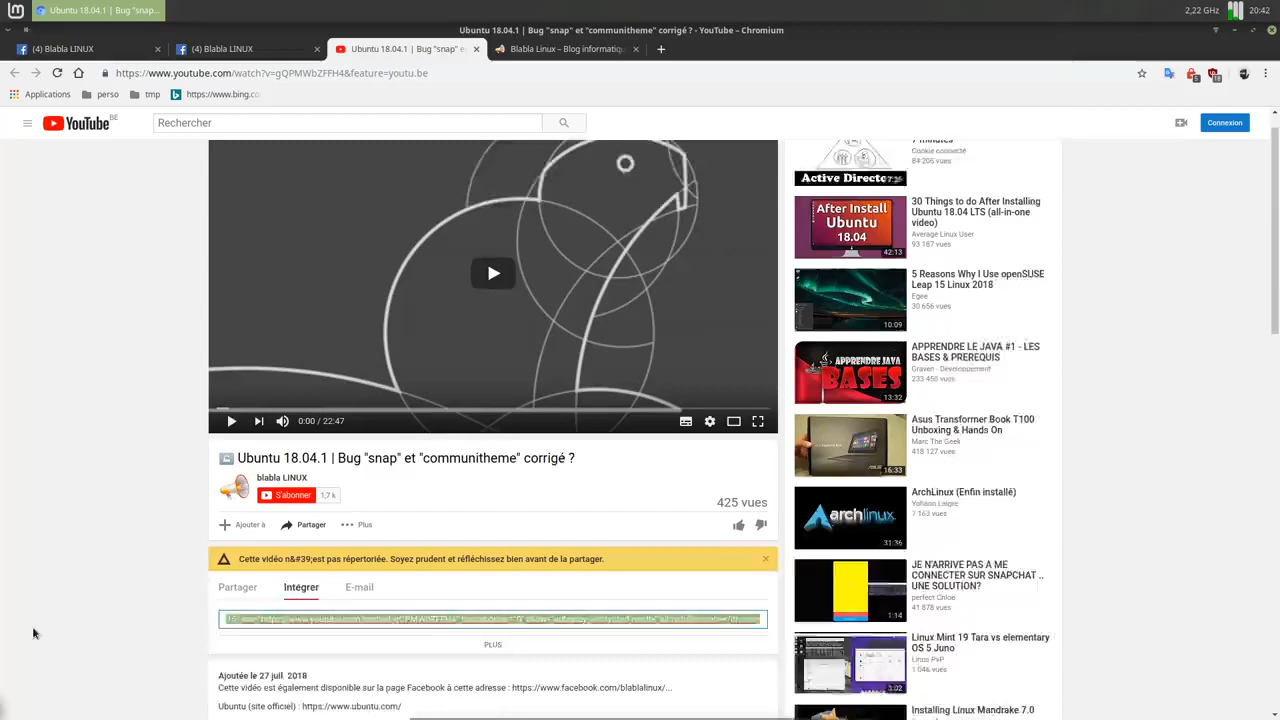 Ubuntu 18.04.1 | Bug "snap...
2,22 GHz
20:42
Ubuntu 18.04.1 | Bug "snap" et "communitheme" corrigé ? - YouTube – Chromium
(4) Blabla LINUX
(4) Blabla LINUX
Ubuntu 18.04.1 | Bug "snap" e
Blabla Linux – Blog informatiqu
https://www.youtube.com/watch?v=gQPMWbZFFH4&feature=youtu.be
Applications
perso
tmp
https://www.bing.co
YouTube BE
Rechercher
Connexion
7 minutes
Cookie connecté
84 206 vues
Active Directo
30 Things to do After Installing
Ubuntu 18.04 LTS (all-in-one
video)
Average Linux User
93 187 vues
After Install
Ubuntu
18.04
42:13
5 Reasons Why I Use openSUSE
Leap 15 Linux 2018
Egee
30 656 vues
10:09
APPRENDRE LE JAVA #1 - LES
BASES & PREREQUIS
Graven - Développement
233 458 vues
APPRENDRE JAVA
BASES
13:32
0:00 / 22:47
Asus Transformer Book T100
Unboxing & Hands On
Marc The Geek
418 127 vues
16:33
Ubuntu 18.04.1 | Bug "snap" et "communitheme" corrigé ?
blabla LINUX
S'abonner
1,7 k
425 vues
Ajouter à
Partager
Plus
ArchLinux (Enfin installé)
Yohann Laigre
7 163 vues
archlinux
31:36
Cette vidéo n&#39;est pas répertoriée. Soyez prudent et réfléchissez bien avant de la partager.
Partager
Intégrer
E-mail
PLUS
JE N'ARRIVE PAS A ME
CONNECTER SUR SNAPCHAT ..
UNE SOLUTION?
perfect Chloe
41 878 vues
1:14
Linux Mint 19 Tara vs elementary
OS 5 Juno
Linus PvP
1 046 vues
3:02
Ajoutée le 27 juil. 2018
Cette vidéo est également disponible sur la page Facebook à cette adresse : https://www.facebook.com/blablalinux/...
Ubuntu (site officiel) : https://www.ubuntu.com/
Installing Linux Mandrake 7.0